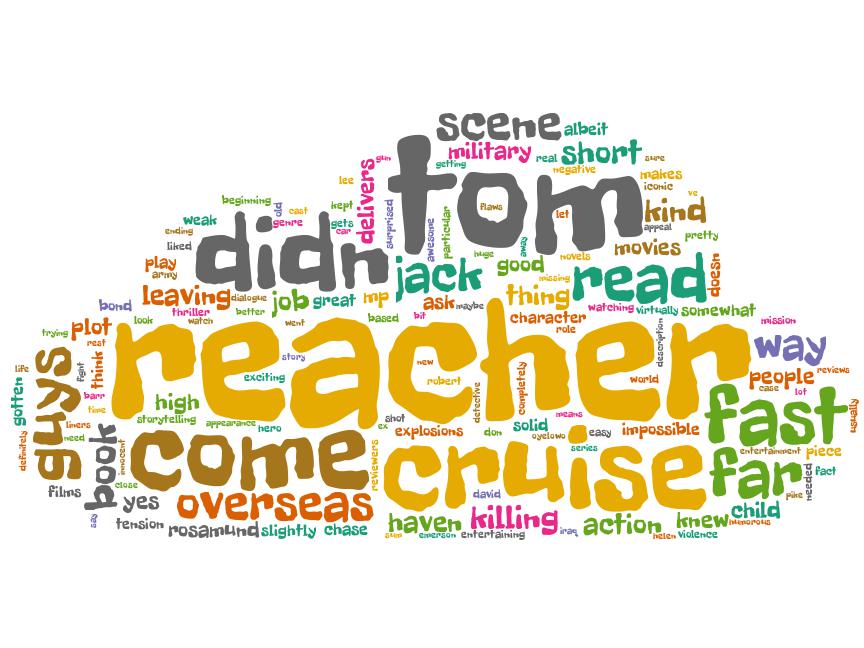 scene
albeit
military
real
short
sure
getting
gun
tom
negative
makes
iconic
ve
lee
delivers
beginning
old
cast
kept
surprised
awesome
particular
flaws
let
kind
appeal
weak
genre
gets
car
ending
didn
away
pretty
liked
huge
novels
movies
play
army
jack
good
missing
read
doesn
leaving
dialogue
job
great
mp
ask
maybe
thing
bond
thriller
better
based
bit
character
watching
virtually
somewhat
trying
plot
look
watch
went
role
description
mission
rest
reacher
way
guys
fight
think
story
new
life
gotten
exciting
robert
detective
completely
world
people
reviews
case
lot
barr
time
high
storytelling
appearance
hero
ex
shot
explosions
means
don
solid
oyelowo
easy
impossible
fast
usually
liners
need
definitely
book
innocent
come
reviewers
cruise
series
far
entertainment
piece
fact
films
close
yes
overseas
david
pike
needed
say
tension
rosamund
slightly
chase
haven
killing
iraq
action
knew
child
humorous
sum
emerson
entertaining
helen
violence